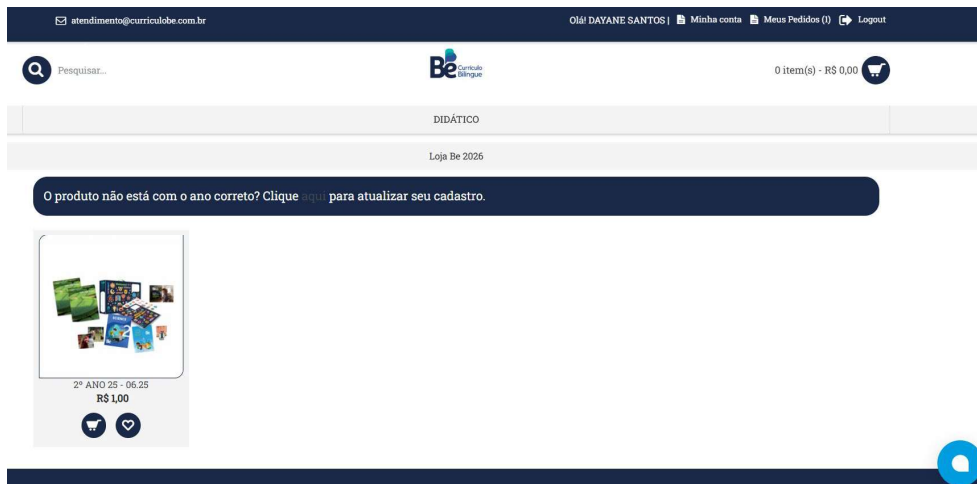 atendimento@curriculobe.com.br
Olá! DAYANE SANTOS | Minha conta Meus Pedidos (1) Logout
Pesquisar...
Be Currículo Bilíngue
0 item(s) - R$ 0,00
DIDÁTICO
Loja Be 2026
O produto não está com o ano correto? Clique aqui para atualizar seu cadastro.
SCIENCE
2
2º ANO 25 - 06.25
R$ 1,00